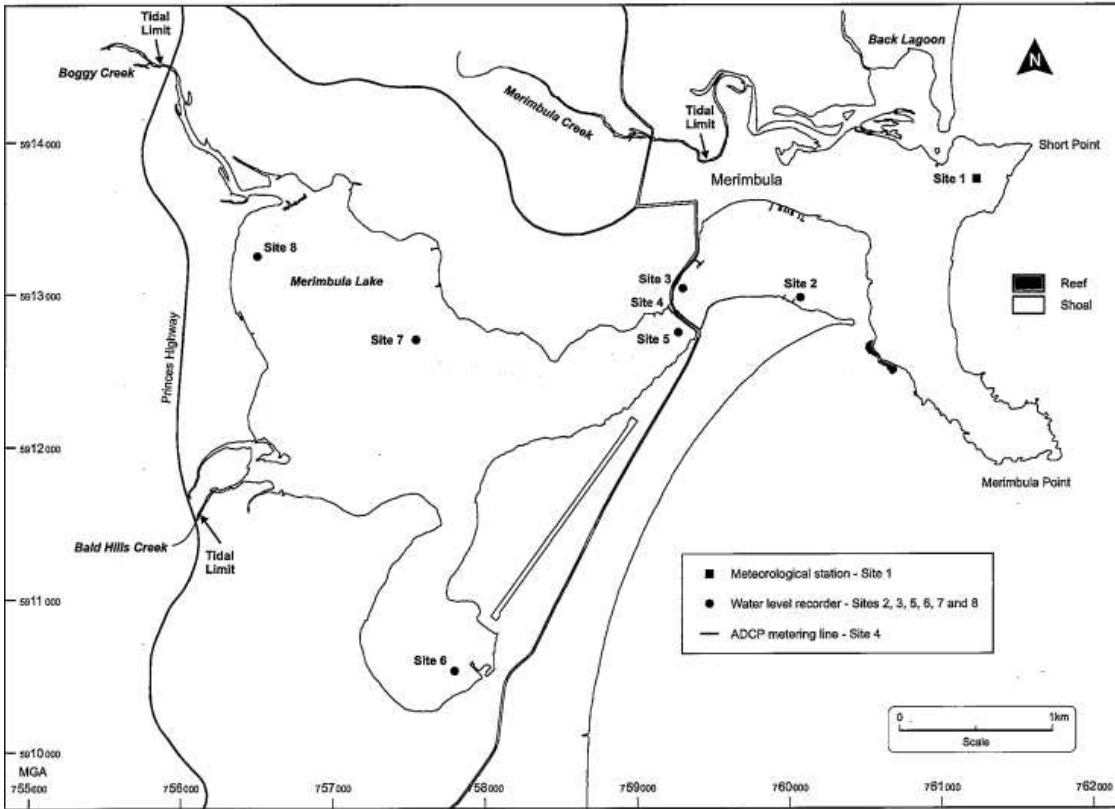 Tidal
Limit
Boggy Creek
Back Lagoon
N
Merimbula Creek
Tidal
Limit
5914000
Short Point
Merimbula
Site 1
Site 8
Merimbula Lake
Site 3
Site 2
5913000
Site 4
Reef
Shoal
Site 7
Site 5
Princes Highway
5912000
Merimbula Point
Bald Hills Creek
Tidal
Limit
Meteorological station - Site 1
5911000
Water level recorder - Sites 2, 3, 5, 6, 7 and 8
ADCP metering line - Site 4
Site 6
0 1km
Scale
5910000
MGA
755000 756000 757000 758000 759000 760000 761000 762000